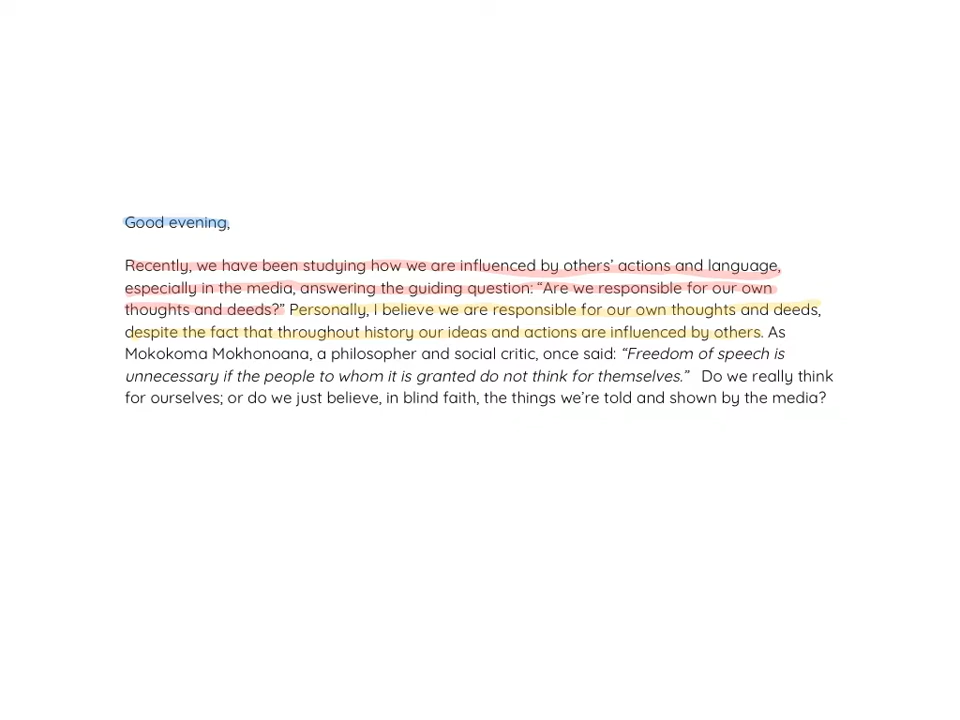 Good evening,
Recently, we have been studying how we are influenced by others’ actions and language,
especially in the media, answering the guiding question: “Are we responsible for our own
thoughts and deeds?” Personally, I believe we are responsible for our own thoughts and deeds,
despite the fact that throughout history our ideas and actions are influenced by others. As
Mokokoma Mokhonoana, a philosopher and social critic, once said: “Freedom of speech is
unnecessary if the people to whom it is granted do not think for themselves.” Do we really think
for ourselves; or do we just believe, in blind faith, the things we’re told and shown by the media?